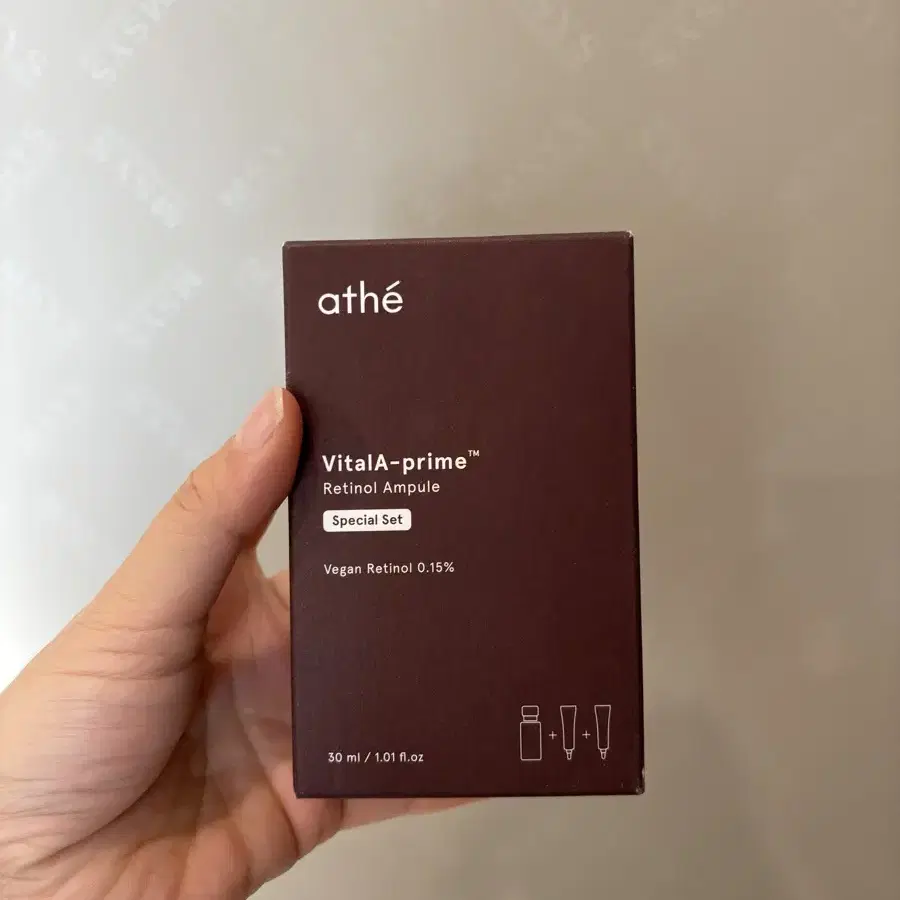 athé
VitalA-prime™
Retinol Ampule
Special Set
Vegan Retinol 0.15%
30 ml / 1.01 fl.oz